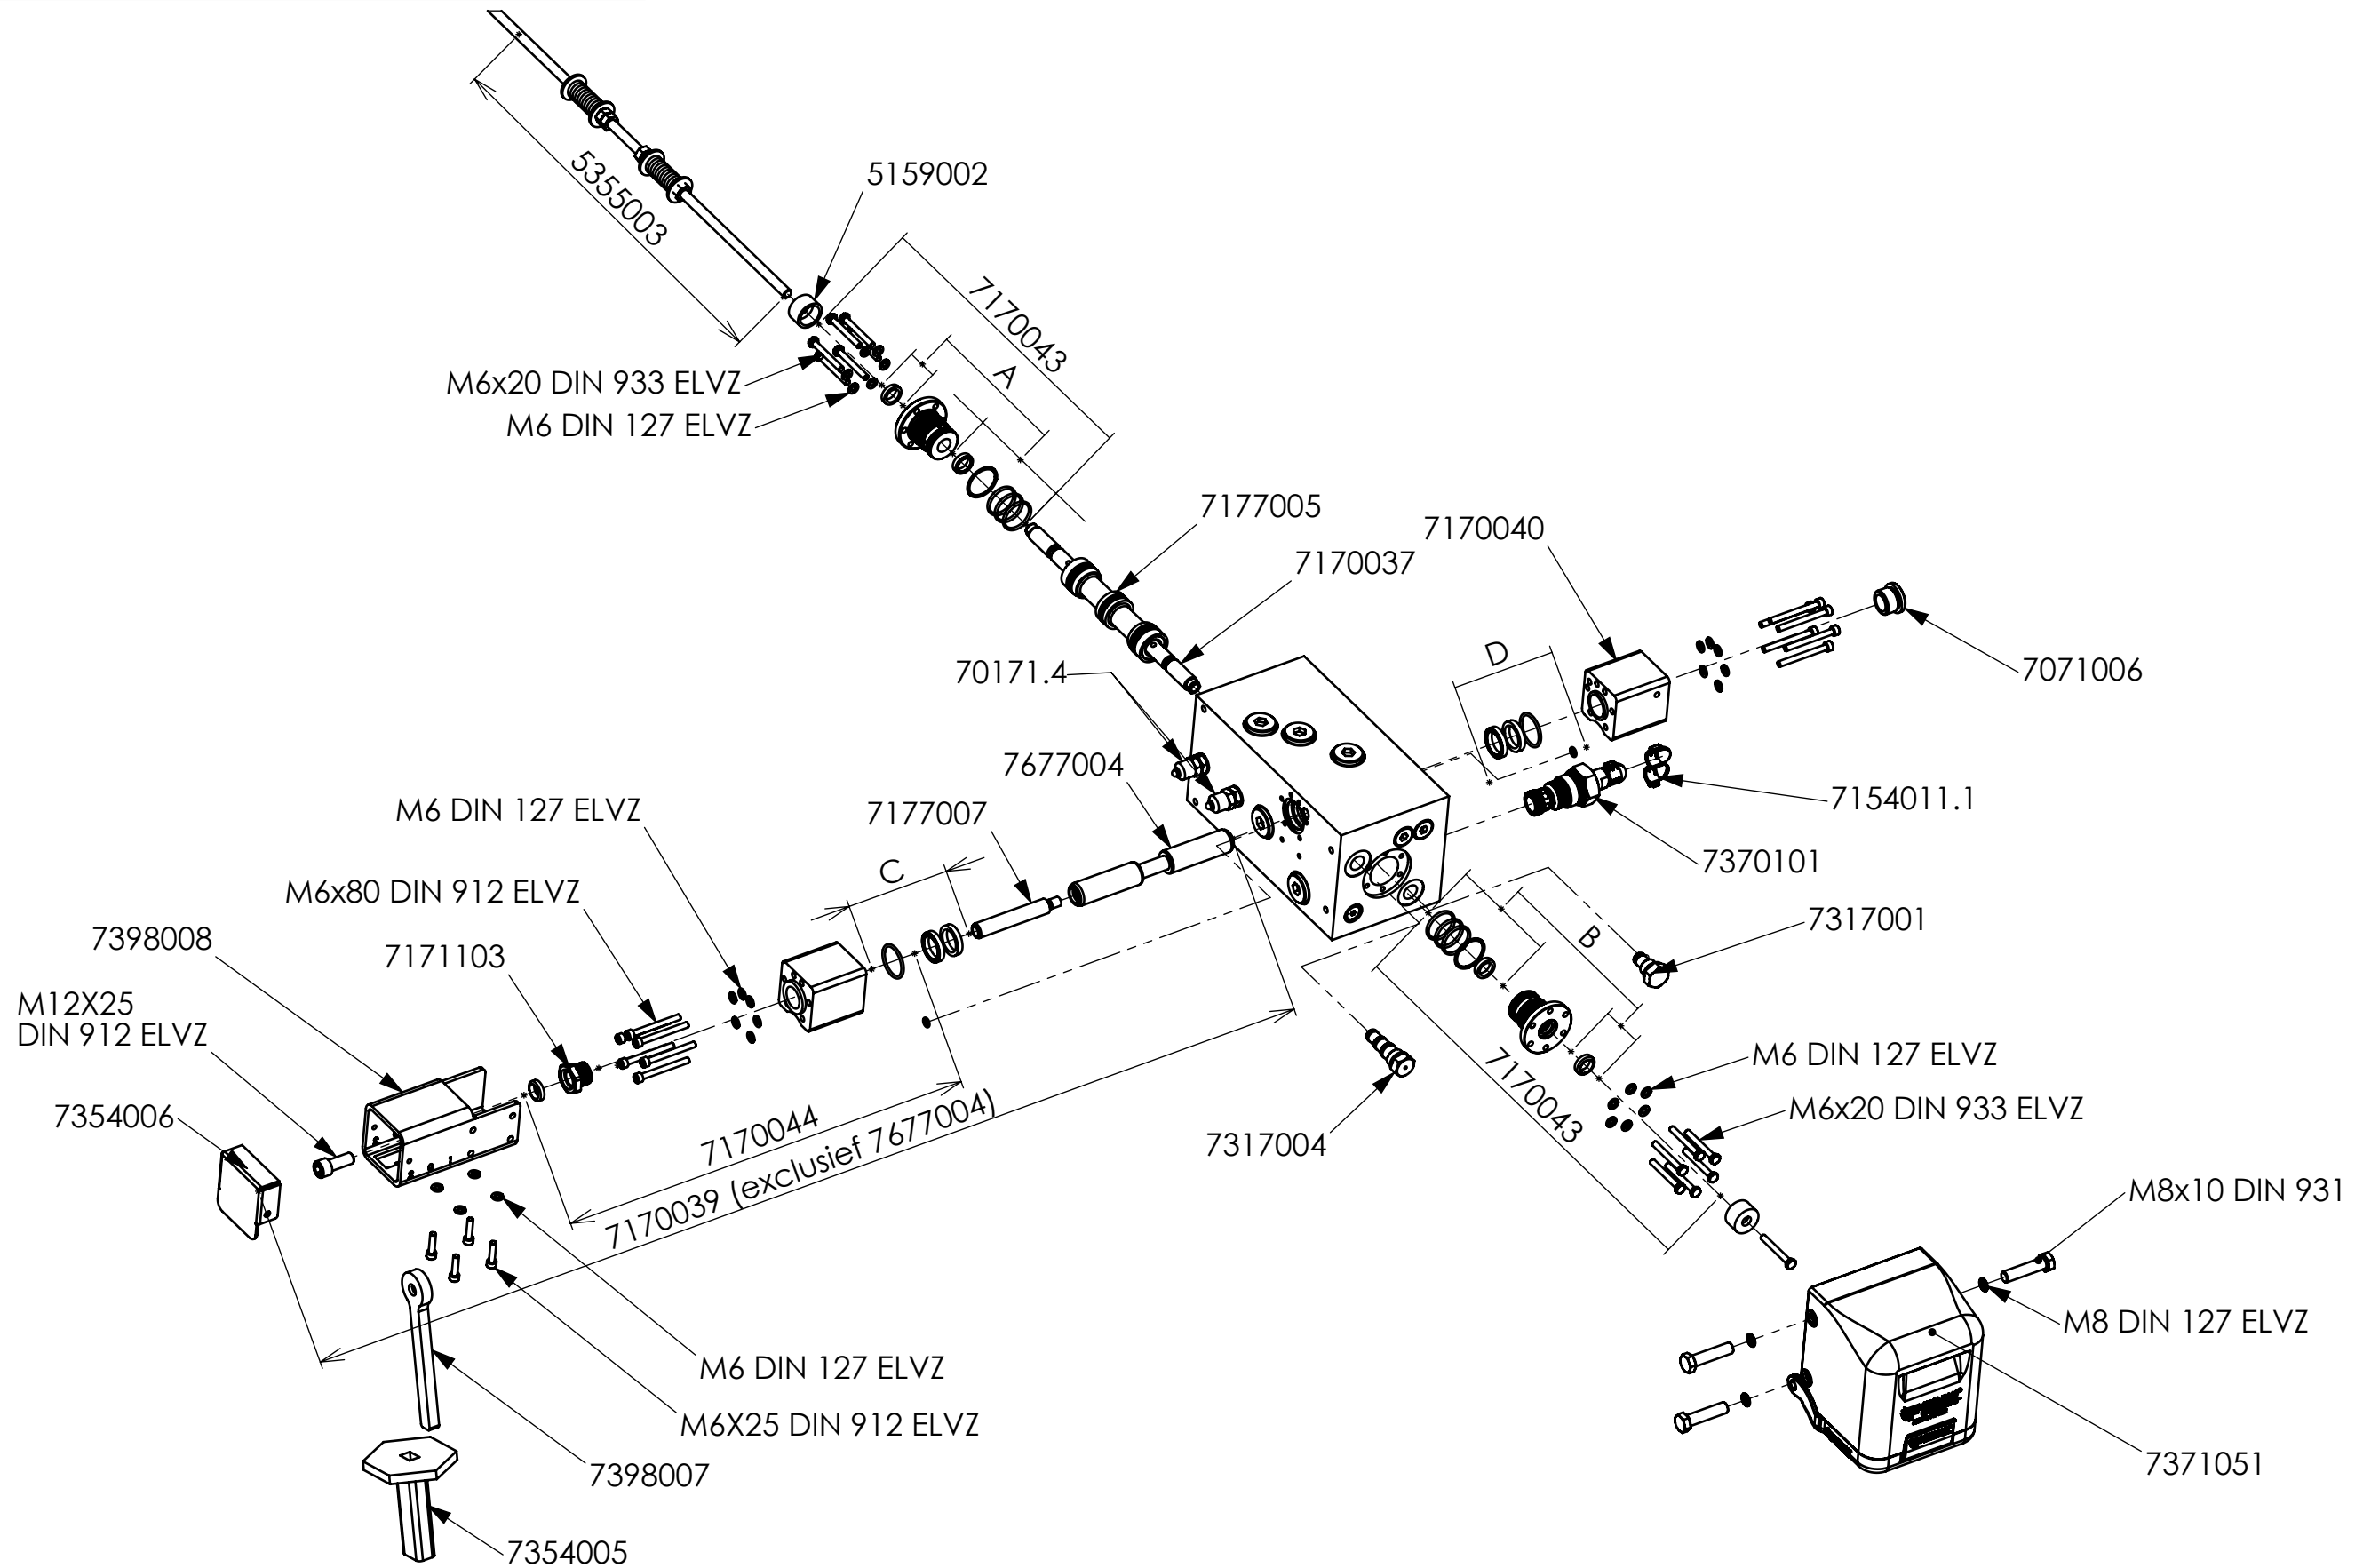 5355003
5159002
7170043
A
M6x20 DIN 933 ELVZ
M6 DIN 127 ELVZ
7177005
7170037
7170040
D
7071006
70171.4
7677004
7154011.1
M6 DIN 127 ELVZ
7177007
C
7370101
M6x80 DIN 912 ELVZ
7398008
7171103
7317001
B
M12X25
DIN 912 ELVZ
7354006
7170044
7170039 (exclusief 7677004)
7317004
7170043
M6 DIN 127 ELVZ
M6x20 DIN 933 ELVZ
2 0 1
M8x10 DIN 931
M8 DIN 127 ELVZ
M6 DIN 127 ELVZ
M6X25 DIN 912 ELVZ
7398007
7371051
7354005